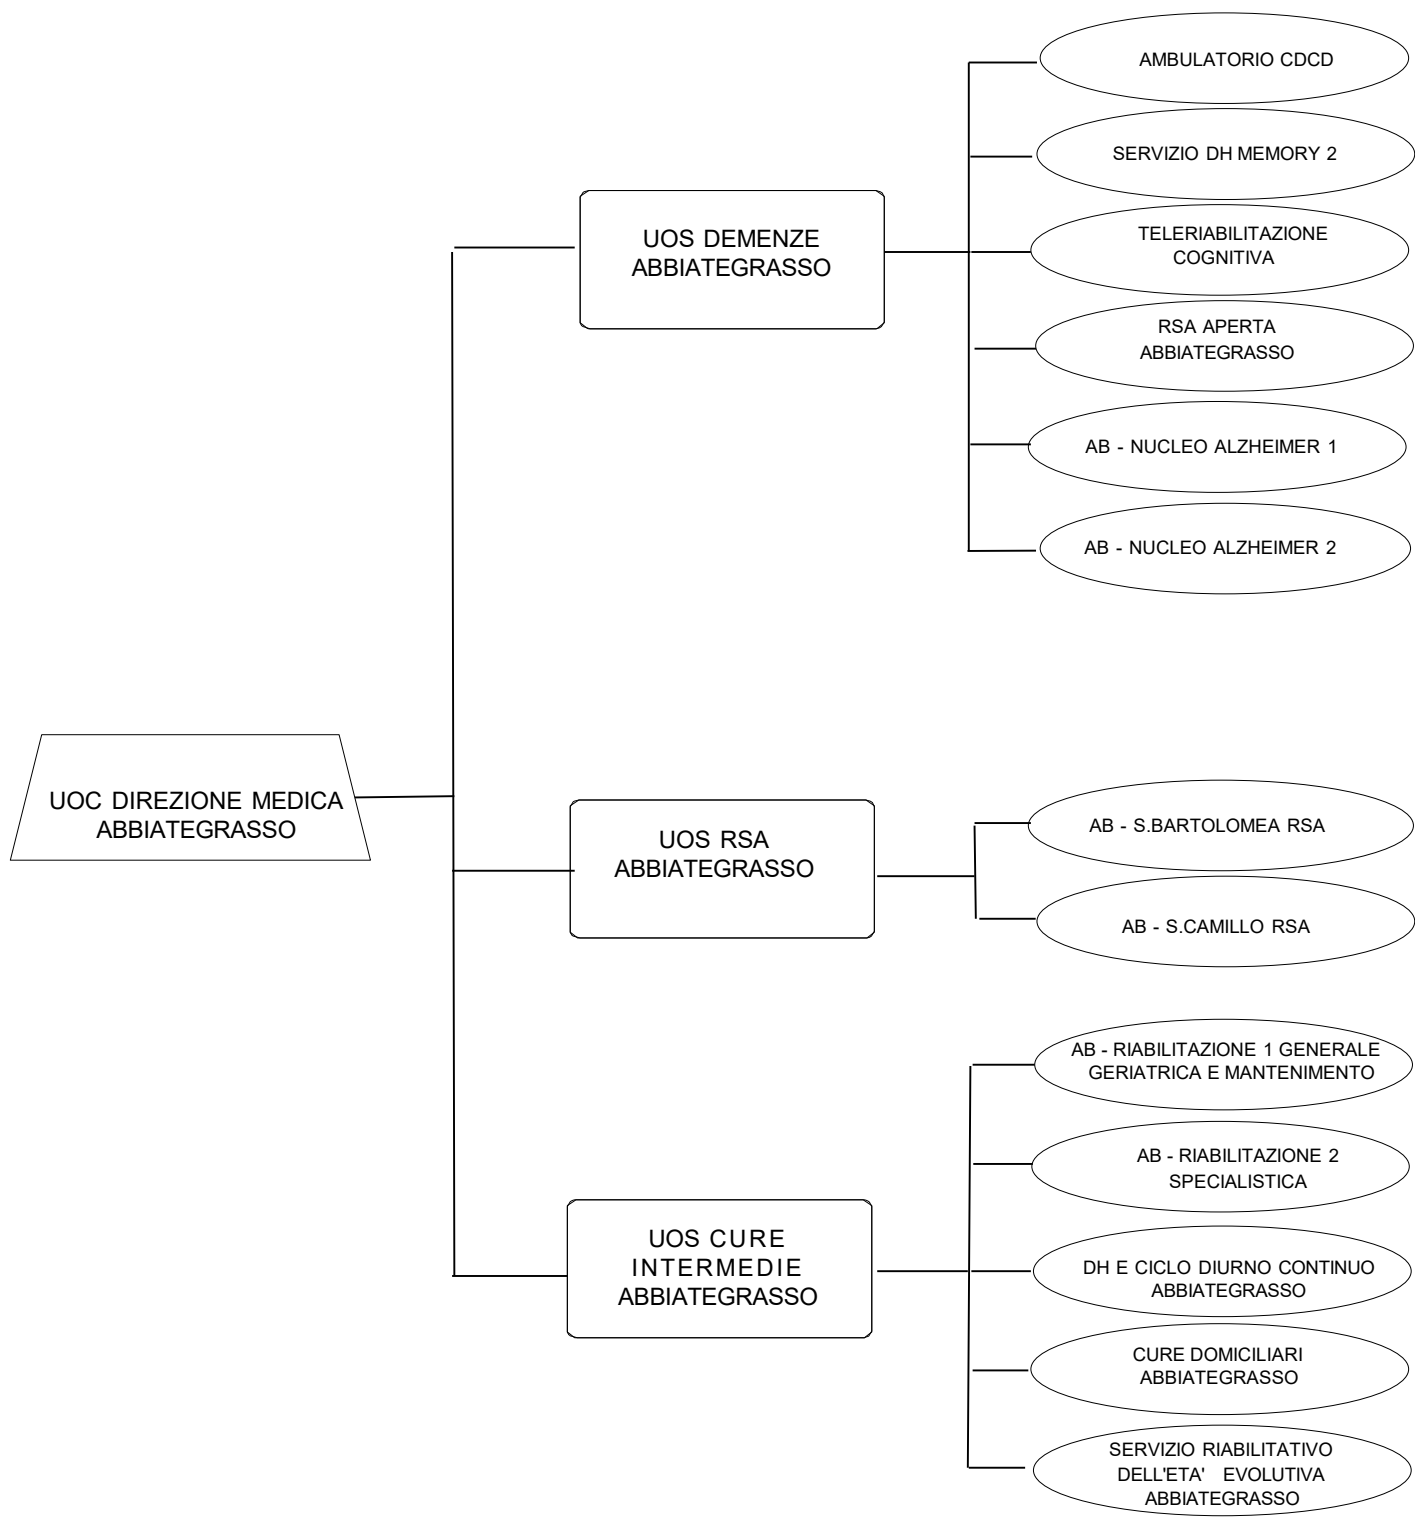 AMBULATORIO CDCD
SERVIZIO DH MEMORY 2
UOS DEMENZE
ABBIATEGRASSO
TELERIABILITAZIONE
COGNITIVA
RSA APERTA
ABBIATEGRASSO
AB - NUCLEO ALZHEIMER 1
AB - NUCLEO ALZHEIMER 2
UOC DIREZIONE MEDICA
ABBIATEGRASSO
UOS RSA
ABBIATEGRASSO
AB - S.BARTOLOMEA RSA
AB - S.CAMILLO RSA
AB - RIABILITAZIONE 1 GENERALE
GERIATRICA E MANTENIMENTO
AB - RIABILITAZIONE 2
SPECIALISTICA
UOS CURE
INTERMEDIE
ABBIATEGRASSO
DH E CICLO DIURNO CONTINUO
ABBIATEGRASSO
CURE DOMICILIARI
ABBIATEGRASSO
SERVIZIO RIABILITATIVO
DELL'ETA' EVOLUTIVA
ABBIATEGRASSO